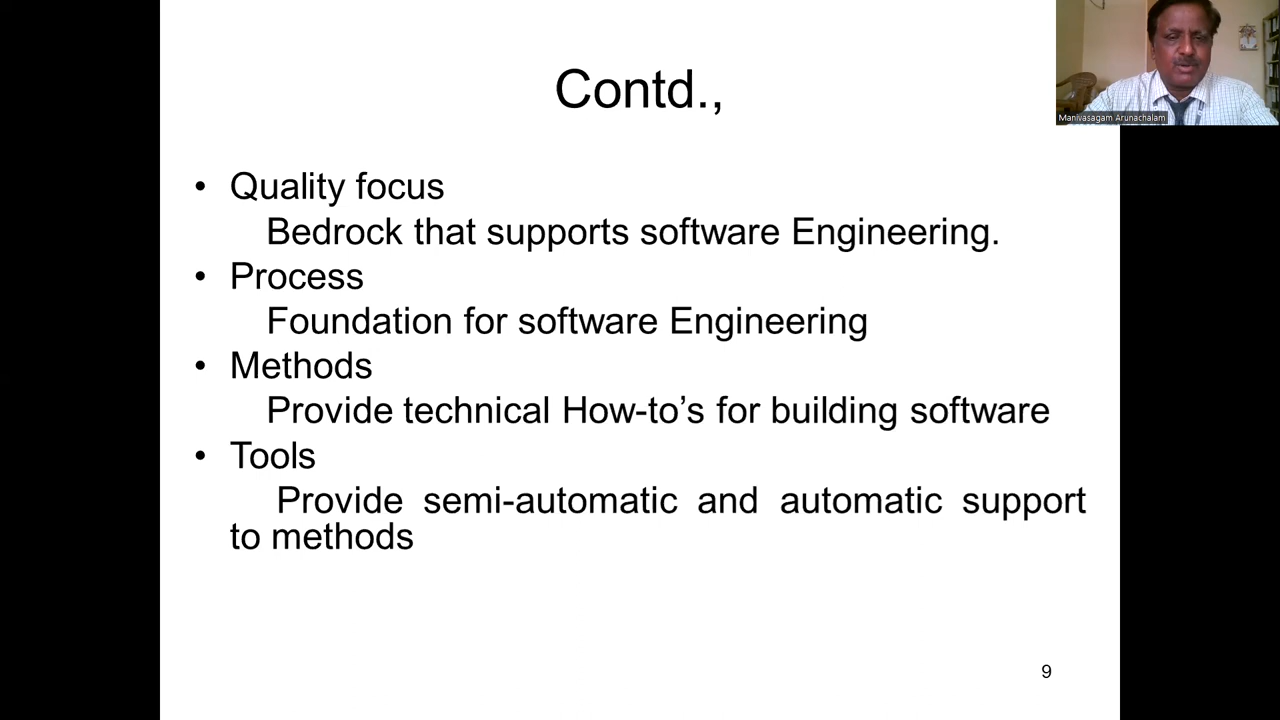 Contd.,
Manivasagam Arunachalam
• Quality focus
Bedrock that supports software Engineering.
• Process
Foundation for software Engineering
• Methods
Provide technical How-to’s for building software
• Tools
Provide semi-automatic and automatic support
to methods
9